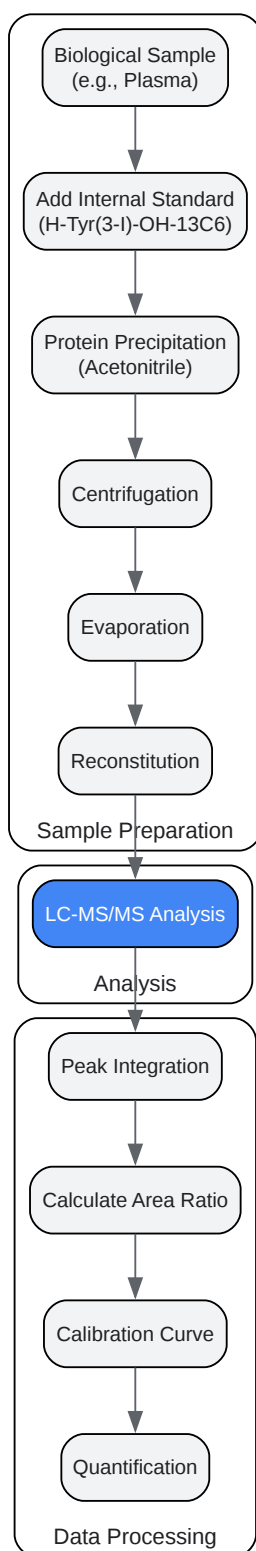 Biological Sample
(e.g., Plasma)
Add Internal Standard
(H-Tyr(3-I)-OH-13C6)
Protein Precipitation
(Acetonitrile)
Centrifugation
Evaporation
Reconstitution
Sample Preparation
LC-MS/MS Analysis
Analysis
Peak Integration
Calculate Area Ratio
Calibration Curve
Quantification
Data Processing